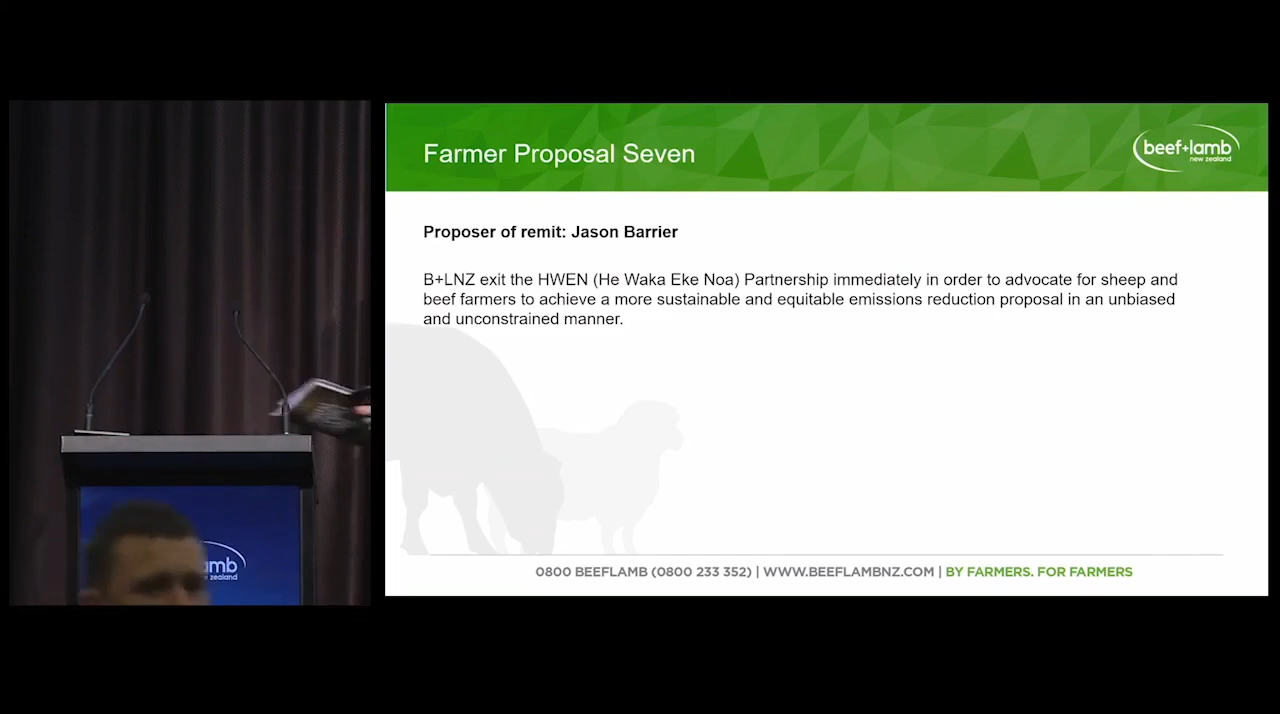 Farmer Proposal Seven
beef+lamb
new zealand
Proposer of remit: Jason Barrier
B+LNZ exit the HWEN (He Waka Eke Noa) Partnership immediately in order to advocate for sheep and
beef farmers to achieve a more sustainable and equitable emissions reduction proposal in an unbiased
and unconstrained manner.
0800 BEEFLAMB (0800 233 352) | WWW.BEEFLAMBNZ.COM | BY FARMERS. FOR FARMERS